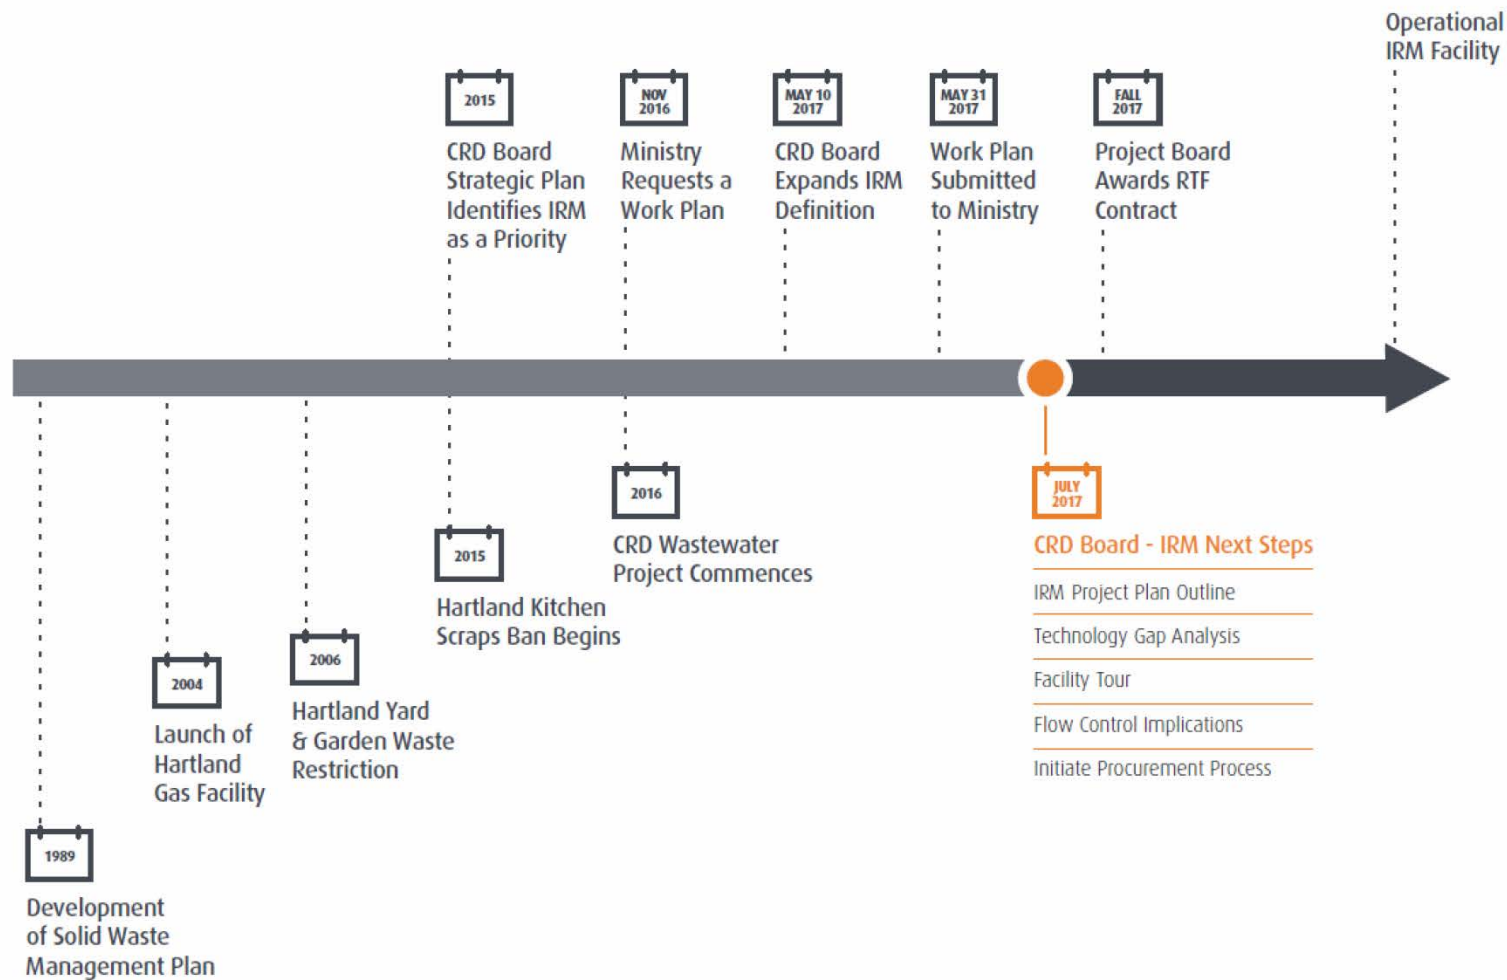 Operational
IRM Facility
2015
CRD Board
Strategic Plan
Identifies IRM
as a Priority
NOV
2016
Ministry
Requests a
Work Plan
MAY 10
2017
CRD Board
Expands IRM
Definition
MAY 31
2017
Work Plan
Submitted
to Ministry
FALL
2017
Project Board
Awards RTF
Contract
1989
Development
of Solid Waste
Management Plan
2004
Launch of
Hartland
Gas Facility
2006
Hartland Yard
& Garden Waste
Restriction
2015
Hartland Kitchen
Scraps Ban Begins
2016
CRD Wastewater
Project Commences
JULY
2017
CRD Board - IRM Next Steps
IRM Project Plan Outline
Technology Gap Analysis
Facility Tour
Flow Control Implications
Initiate Procurement Process